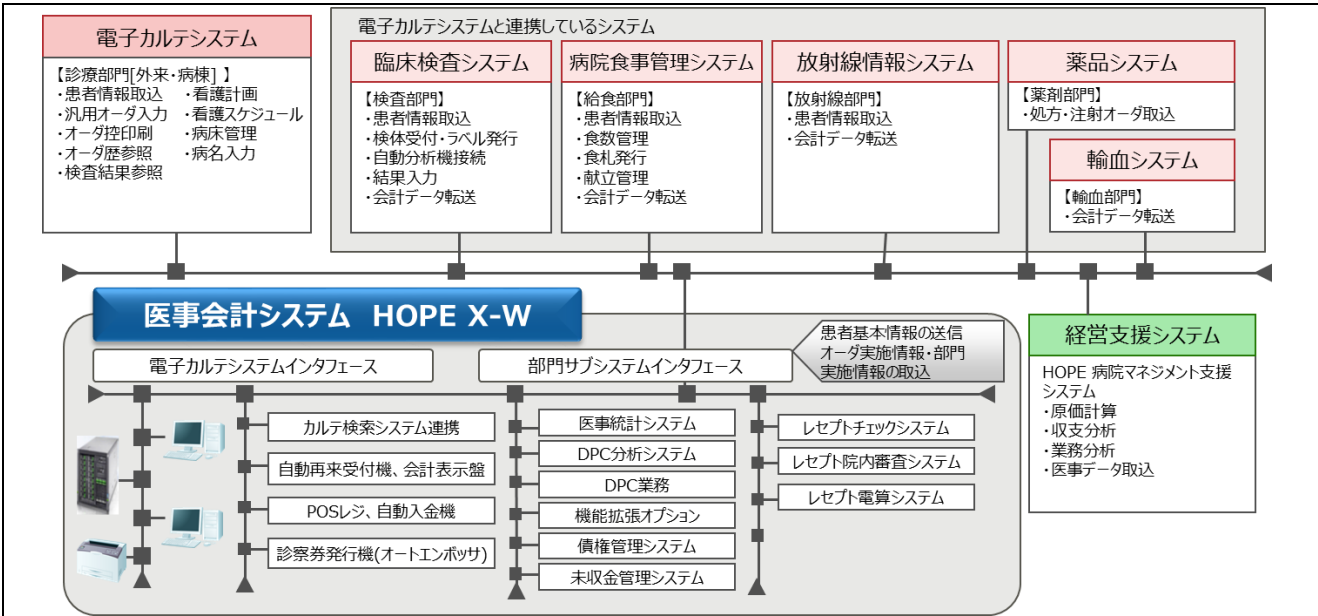 電子カルテシステム
【診療部門[外来・病棟] 】
・患者情報取込 ・看護計画
・汎用オーダ入力 ・看護スケジュール
・オーダ控印刷 ・病床管理
・オーダ歴参照 ・病名入力
・検査結果参照
電子カルテシステムと連携しているシステム
臨床検査システム
【検査部門】
・患者情報取込
・検体受付・ラベル発行
・自動分析機接続
・結果入力
・会計データ転送
病院食事管理システム
【給食部門】
・患者情報取込
・食数管理
・食札発行
・献立管理
・会計データ転送
放射線情報システム
【放射線部門】
・患者情報取込
・会計データ転送
薬品システム
【薬剤部門】
・処方・注射オーダ取込
輸血システム
【輸血部門】
・会計データ転送
医事会計システム HOPE X-W
電子カルテシステムインタフェース
部門サブシステムインタフェース
患者基本情報の送信
オーダ実施情報・部門
実施情報の取込
カルテ検索システム連携
自動再来受付機、会計表示盤
POSレジ、自動入金機
診察券発行機(オートエンボッサ)
医事統計システム
DPC分析システム
DPC業務
機能拡張オプション
債権管理システム
未収金管理システム
レセプトチェックシステム
レセプト院内審査システム
レセプト電算システム
経営支援システム
HOPE 病院マネジメント支援
システム
・原価計算
・収支分析
・業務分析
・医事データ取込